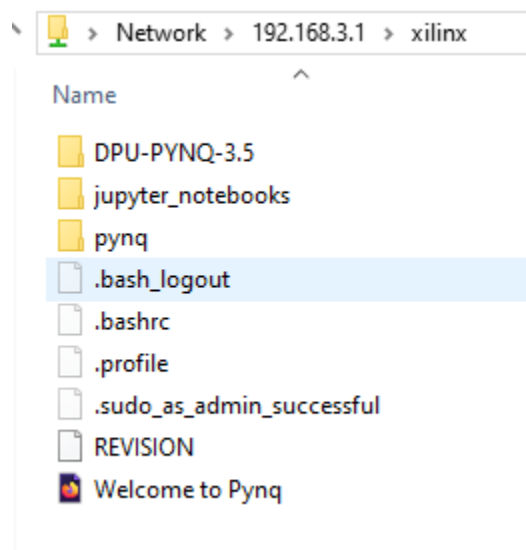 Network > 192.168.3.1 > xilinx
Name
DPU-PYNQ-3.5
jupyter_notebooks
pynq
.bash_logout
.bashrc
.profile
.sudo_as_admin_successful
REVISION
Welcome to Pynq